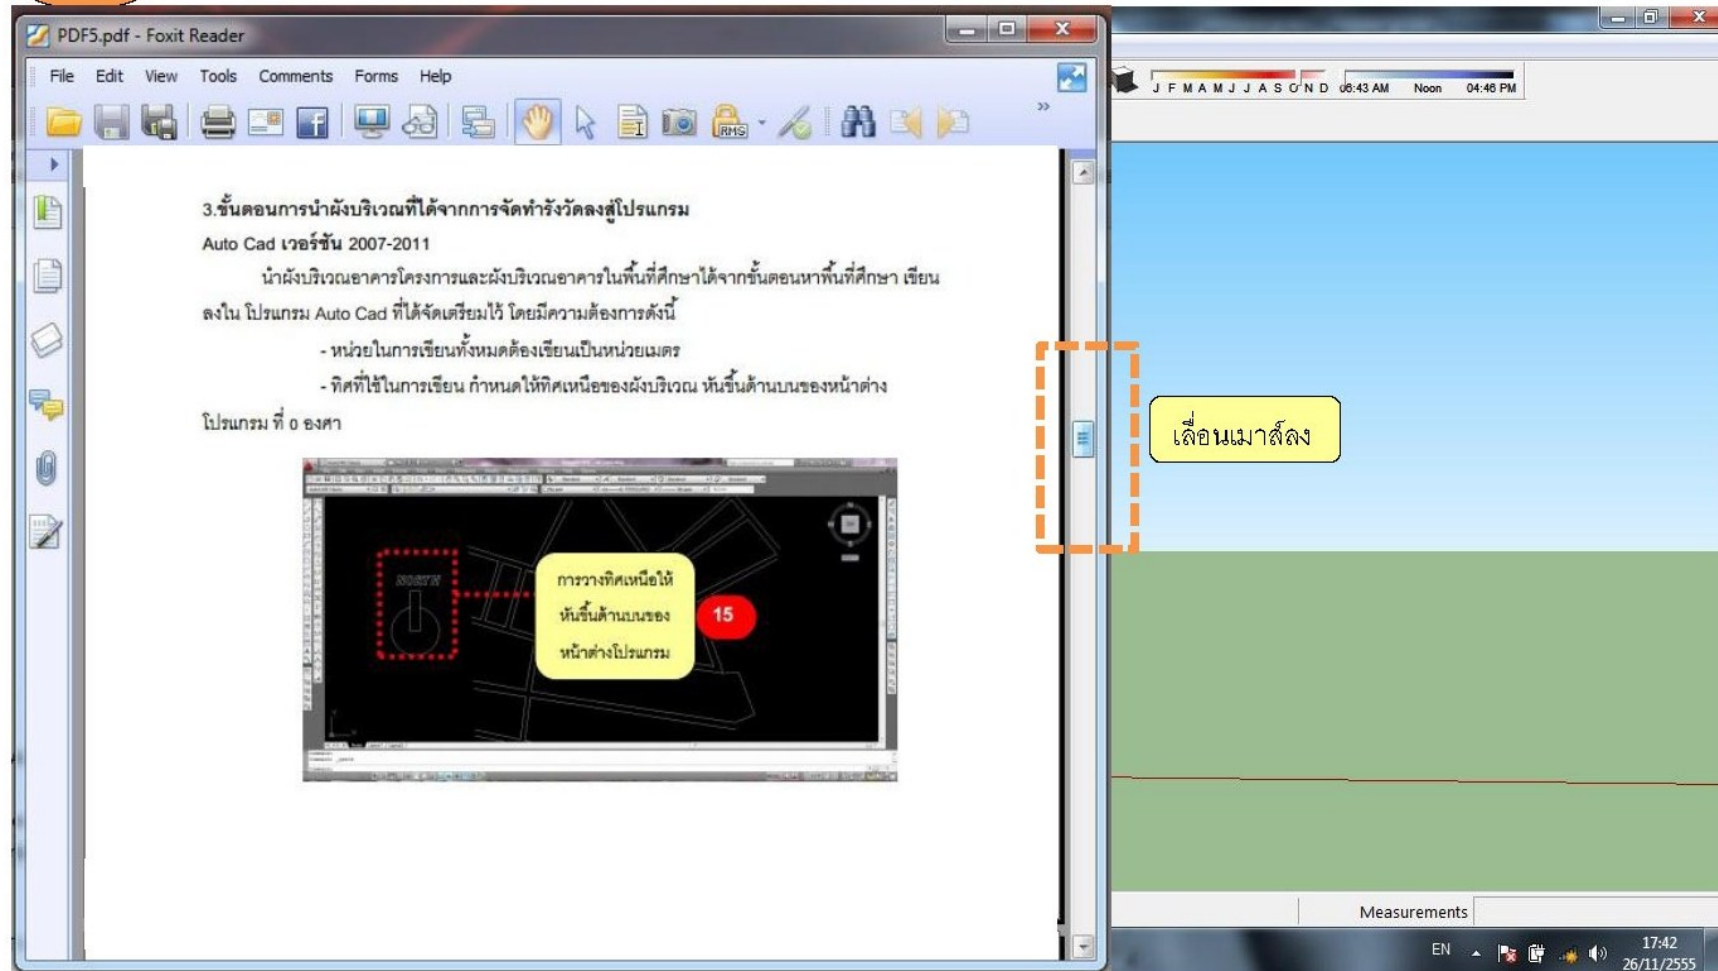 PDF5.pdf - Foxit Reader
File Edit View Tools Comments Forms Help
RMS
J F M A M J J A S O N D 06:43 AM Noon 04:46 PM
3.ขั้นตอนการนำผังบริเวณที่ได้จากการจัดทำรังวัดลงสู่โปรแกรม
Auto Cad เวอร์ชัน 2007-2011
นำผังบริเวณอาคารโครงการและผังบริเวณอาคารในพื้นที่ศึกษาได้จากขั้นตอนหาพื้นที่ศึกษา เขียน
ลงใน โปรแกรม Auto Cad ที่ได้จัดเตรียมไว้ โดยมีความต้องการดังนี้
- หน่วยในการเขียนทั้งหมดต้องเขียนเป็นหน่วยเมตร
- ทิศที่ใช้ในการเขียน กำหนดให้ทิศเหนือของผังบริเวณ หันขึ้นด้านบนของหน้าต่าง
โปรแกรม ที่ 0 องศา
เลื่อนเมาส์ลง
NORTH
การวางทิศเหนือให้
หันขึ้นด้านบนของ
หน้าต่างโปรแกรม
15
Measurements
EN
17:42
26/11/2555